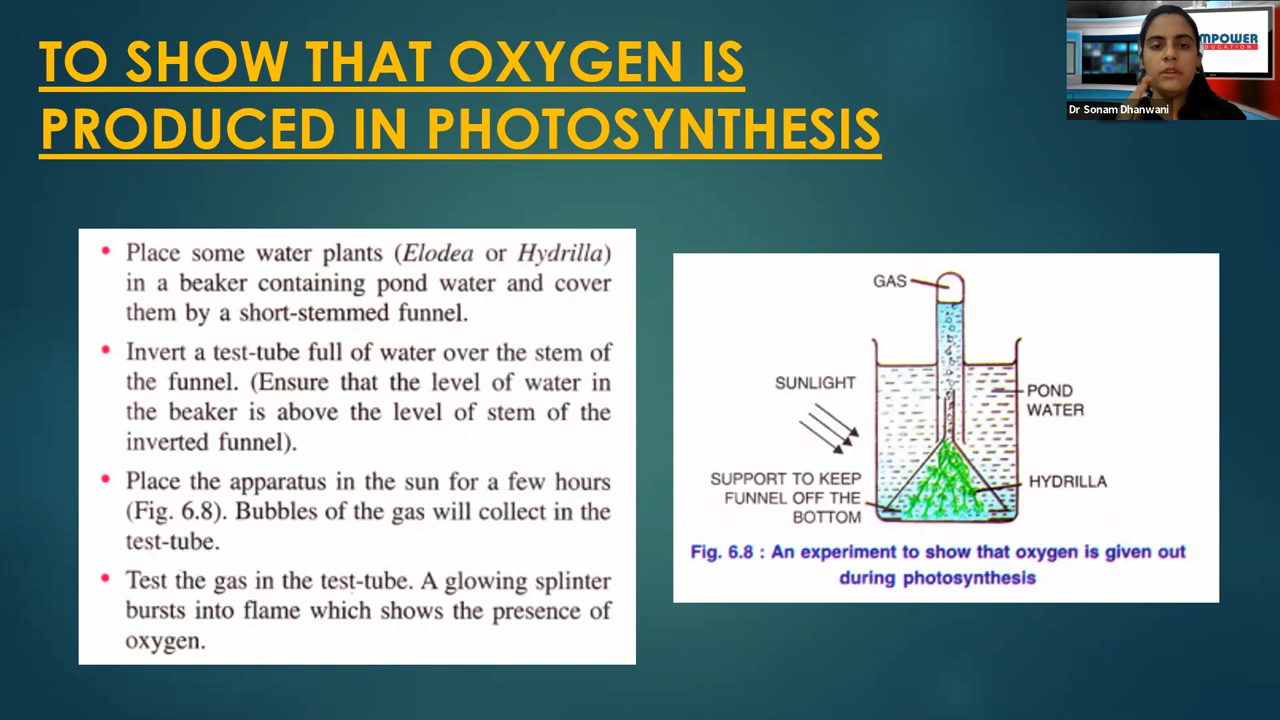 TO SHOW THAT OXYGEN IS
PRODUCED IN PHOTOSYNTHESIS
MPOWER
DUCATION
Dr Sonam Dhanwani
• Place some water plants (Elodea or Hydrilla)
in a beaker containing pond water and cover
them by a short-stemmed funnel.
• Invert a test-tube full of water over the stem of
the funnel. (Ensure that the level of water in
the beaker is above the level of stem of the
inverted funnel).
• Place the apparatus in the sun for a few hours
(Fig. 6.8). Bubbles of the gas will collect in the
test-tube.
• Test the gas in the test-tube. A glowing splinter
bursts into flame which shows the presence of
oxygen.
GAS
SUNLIGHT
POND
WATER
SUPPORT TO KEEP
FUNNEL OFF THE
BOTTOM
HYDRILLA
Fig. 6.8 : An experiment to show that oxygen is given out
during photosynthesis